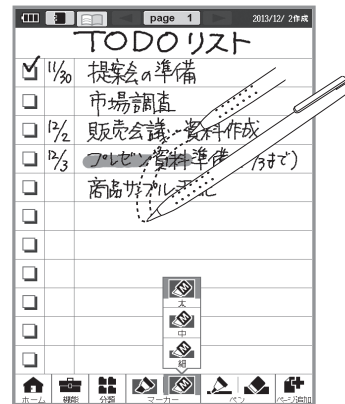 page 1 2013/12/ 2作成
TODOリスト
11/30 提案会の準備
市場調査
12/2 販売会議 資料作成
12/3 プレゼン資料準備 /13まで)
商品サンプル
太
中
細
ホーム 機能 分類 マーカー ペン ページ追加